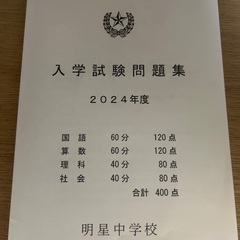 入学試験問題集
2024年度
国語 60分 120点
算数 60分 120点
理科 40分 80点
社会 40分 80点
合計 400点
明星中学校